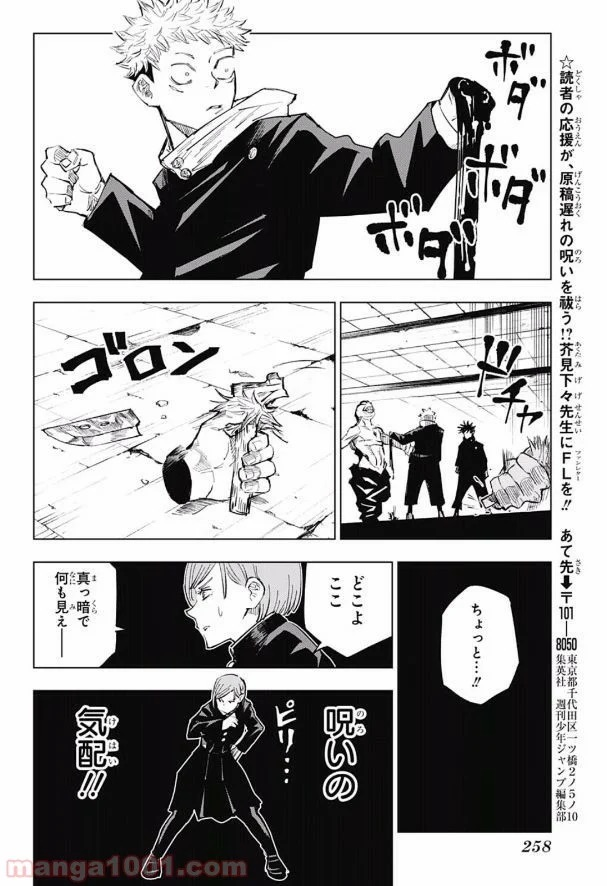 ☆読者の応援が、原稿遅れの呪いを祓う!?芥見下々先生にFLを!! あて先➡〒101-8050東京都千代田区一ツ橋2ノ5ノ10
集英社 週刊少年ジャンプ編集部
ボダ
ボダ
ボダ
ドチャ
ゴロン
ちょっと…!!
どこよ
ここ
真っ暗で
何も見え—
ピリ…
呪いの
気配!!
258
manga1001.com